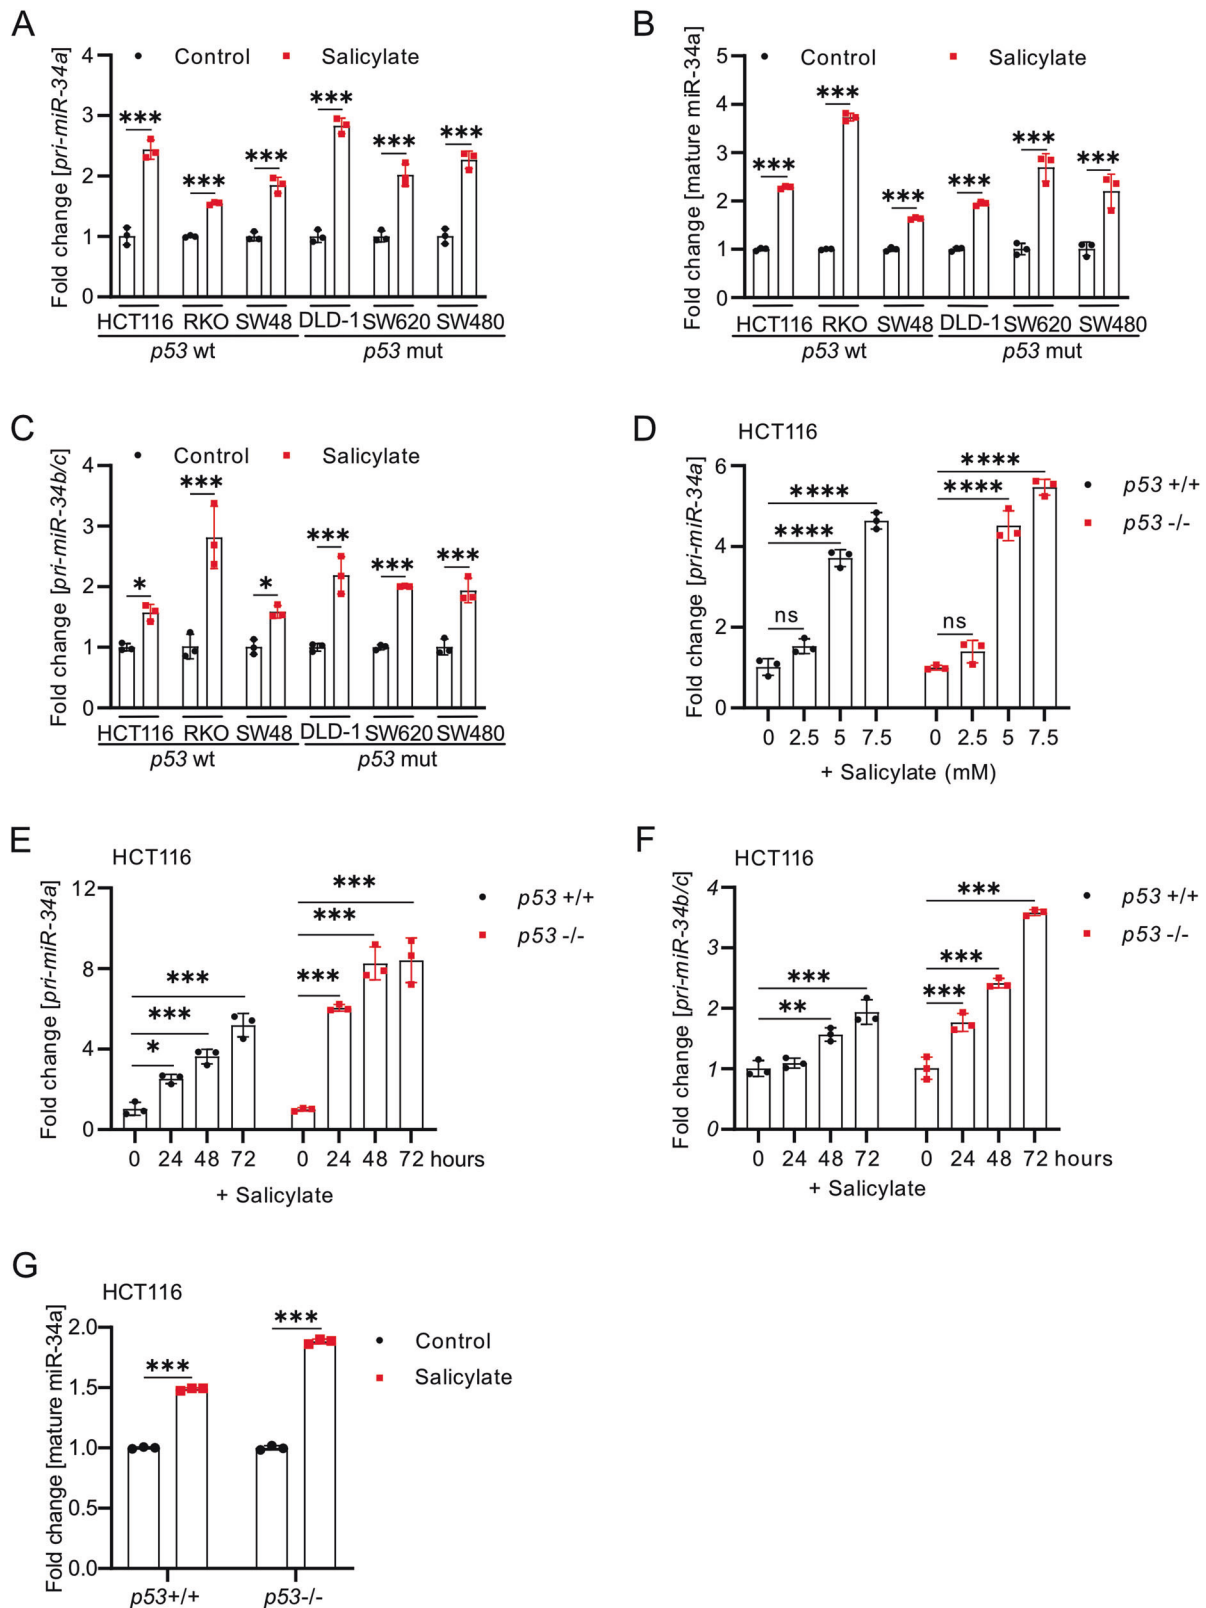 A
Control
Salicylate
Fold change [pri-miR-34a]
4
3
2
1
0
***
***
***
***
***
***
HCT116 RKO SW48 DLD-1 SW620 SW480
p53 wt
p53 mut
B
Control
Salicylate
Fold change [mature miR-34a]
5
4
3
2
1
0
***
***
***
***
***
***
HCT116 RKO SW48 DLD-1 SW620 SW480
p53 wt
p53 mut
C
Control
Salicylate
Fold change [pri-miR-34b/c]
4
3
2
1
0
*
***
*
***
***
***
HCT116 RKO SW48 DLD-1 SW620 SW480
p53 wt
p53 mut
D
HCT116
Fold change [pri-miR-34a]
6
4
2
0
ns
****
****
ns
****
****
p53 +/+
p53 -/-
0 2.5 5 7.5 0 2.5 5 7.5
+ Salicylate (mM)
E
HCT116
Fold change [pri-miR-34a]
12
8
4
0
*
***
***
***
***
***
p53 +/+
p53 -/-
0 24 48 72 0 24 48 72 hours
+ Salicylate
F
HCT116
Fold change [pri-miR-34b/c]
4
3
2
1
0
**
***
***
***
***
p53 +/+
p53 -/-
0 24 48 72 0 24 48 72 hours
+ Salicylate
G
HCT116
Fold change [mature miR-34a]
2.0
1.5
1.0
0.5
0.0
***
***
Control
Salicylate
p53+/+ p53-/-